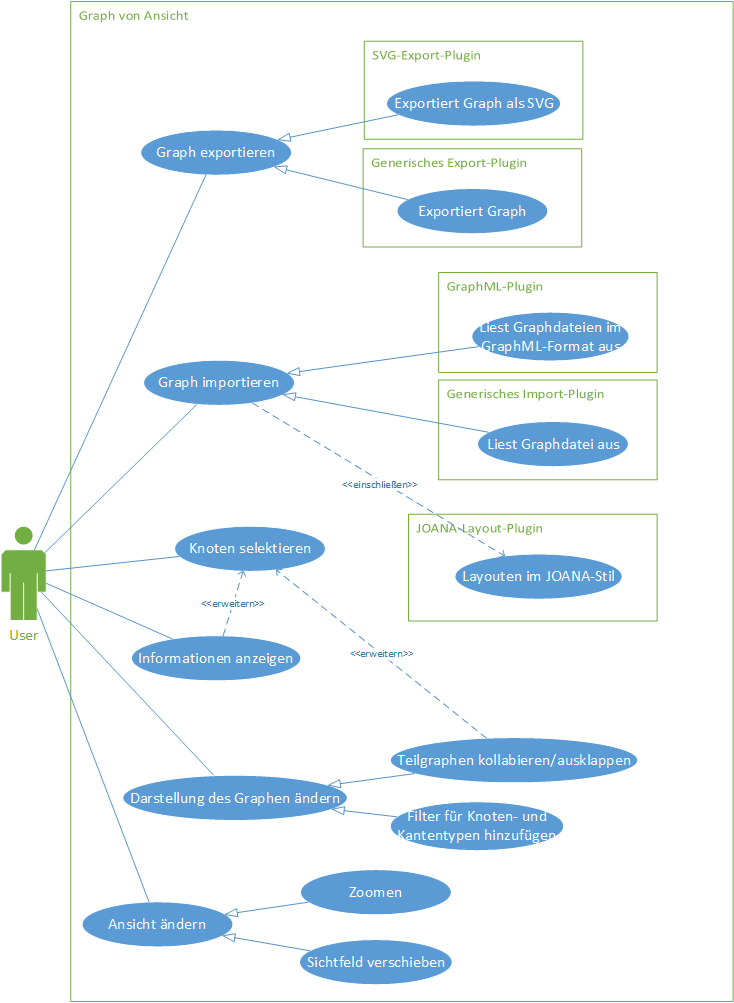 Graph von Ansicht
SVG-Export-Plugin
Exportiert Graph als SVG
Graph exportieren
Generisches Export-Plugin
Exportiert Graph
GraphML-Plugin
Liest Graphdateien im
GraphML-Format aus
Graph importieren
Generisches Import-Plugin
Liest Graphdatei aus
<<einschließen>>
JOANA-Layout-Plugin
Layouten im JOANA-Stil
Knoten selektieren
<<erweitern>>
User
Informationen anzeigen
<<erweitern>>
Teilgraphen kollabieren/ausklappen
Darstellung des Graphen ändern
Filter für Knoten- und
Kantentypen hinzufügen
Zoomen
Ansicht ändern
Sichtfeld verschieben